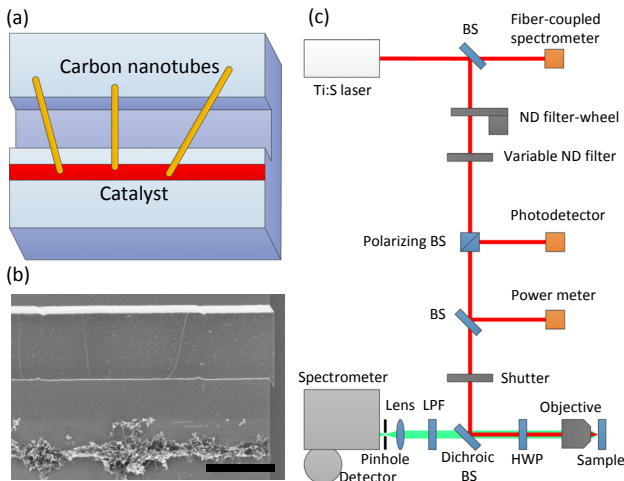 (a)
Carbon nanotubes
Catalyst
(b)
(c)
BS
Fiber-coupled
spectrometer
Ti:S laser
ND filter-wheel
Variable ND filter
Photodetector
Polarizing BS
Power meter
BS
Shutter
Spectrometer
Lens
LPF
Objective
Pinhole
Detector
Dichroic
BS
HWP
Sample